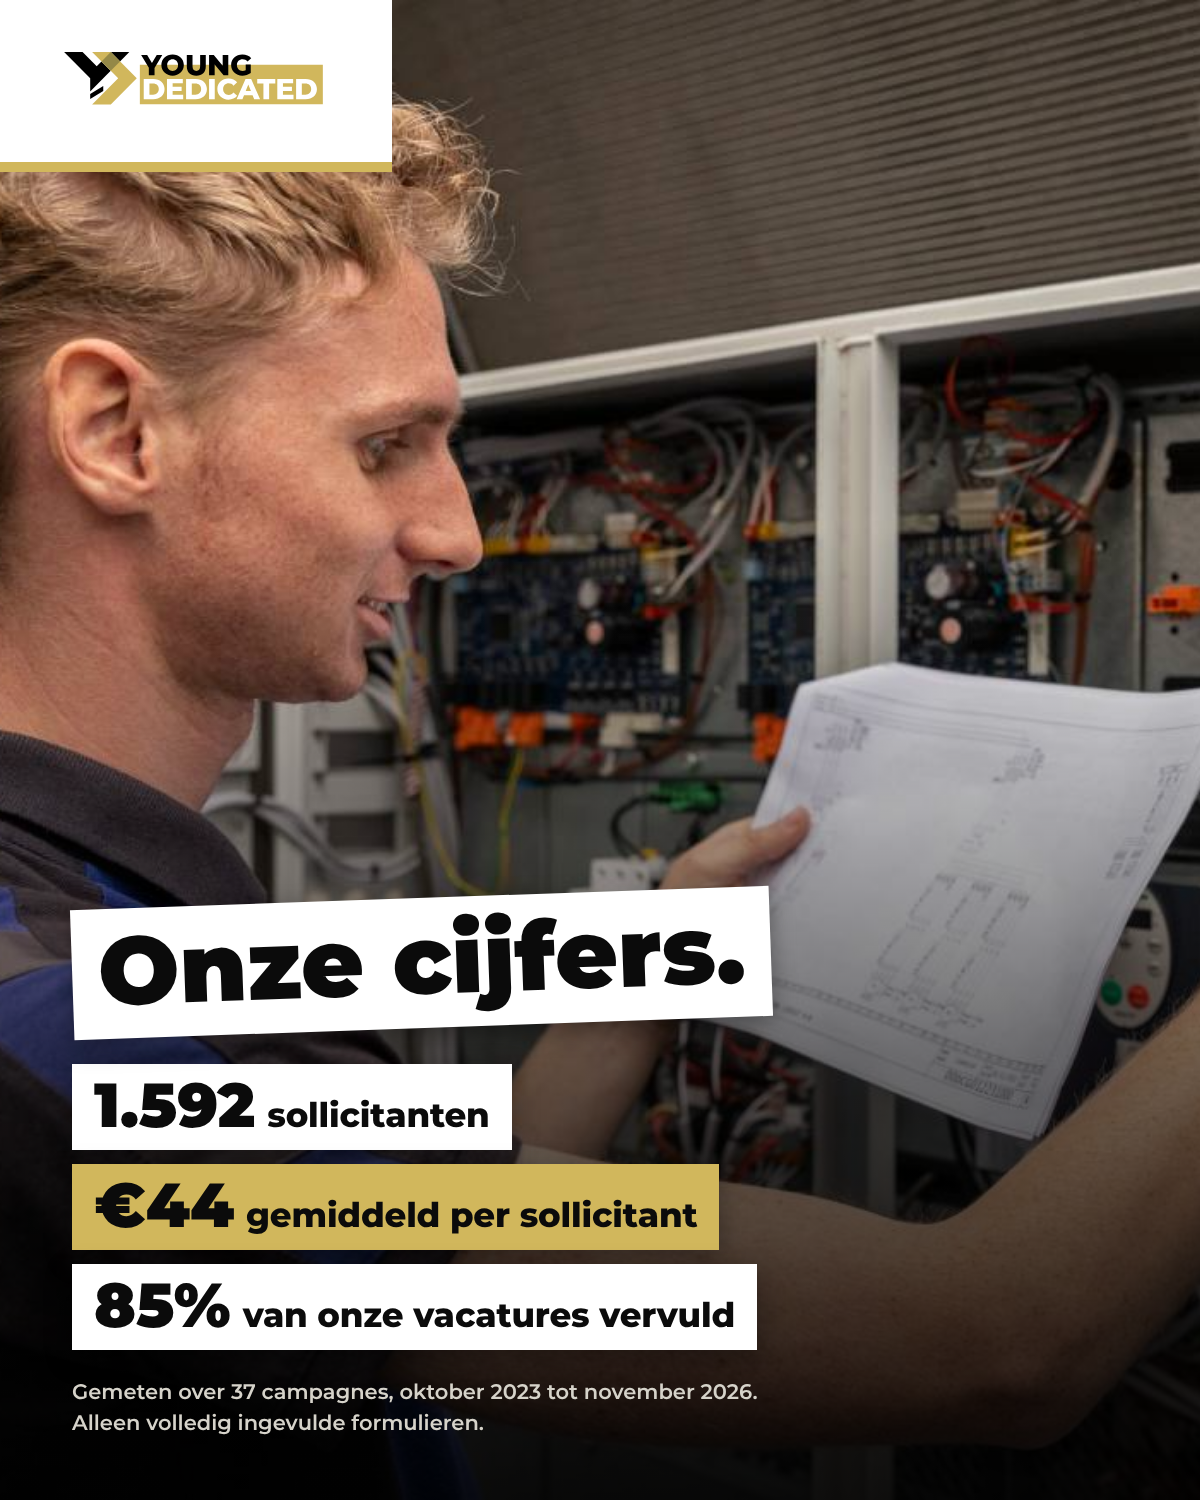 YOUNG
DEDICATED
Onze cijfers.
1.592 sollicitanten
€44 gemiddeld per sollicitant
85% van onze vacatures vervuld
Gemeten over 37 campagnes, oktober 2023 tot november 2026.
Alleen volledig ingevulde formulieren.